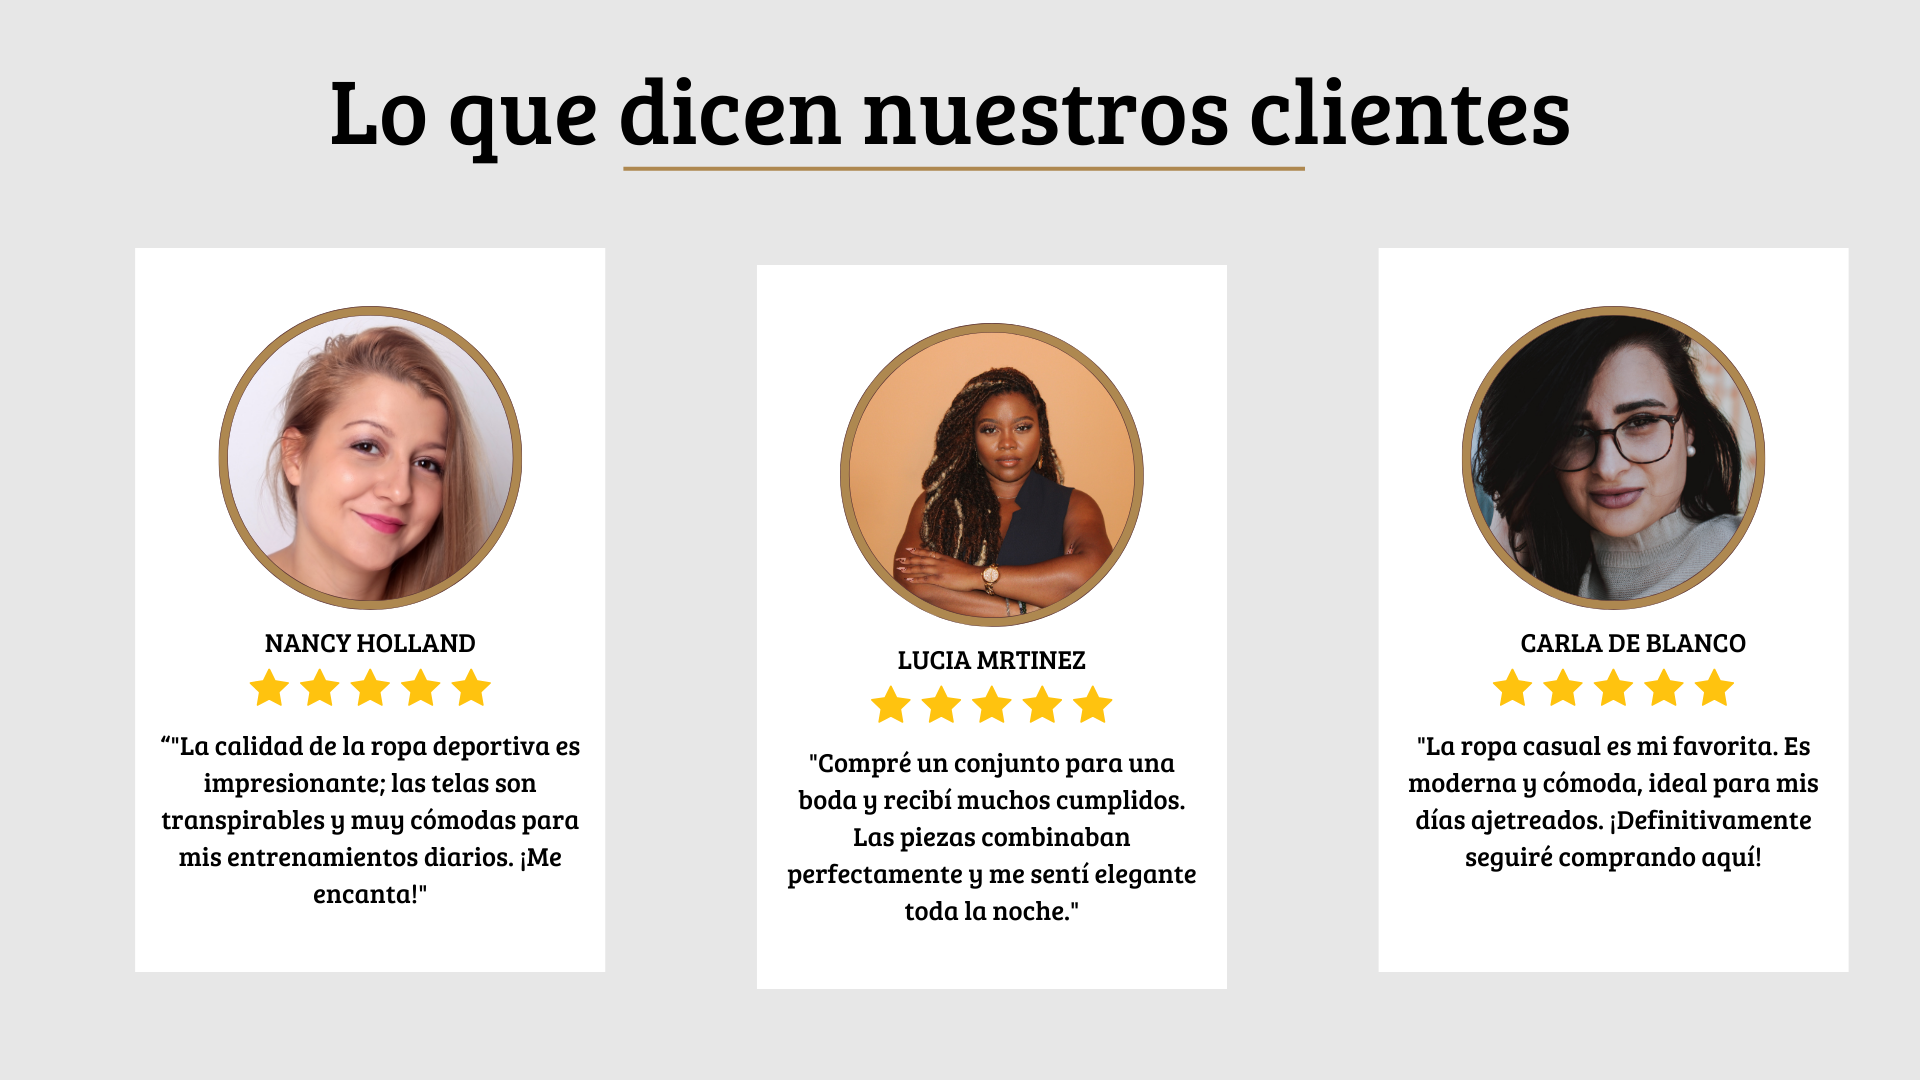 Lo que dicen nuestros clientes
NANCY HOLLAND
“"La calidad de la ropa deportiva es
impresionante; las telas son
transpirables y muy cómodas para
mis entrenamientos diarios. ¡Me
encanta!"
LUCIA MRTINEZ
"Compré un conjunto para una
boda y recibí muchos cumplidos.
Las piezas combinaban
perfectamente y me sentí elegante
toda la noche."
CARLA DE BLANCO
"La ropa casual es mi favorita. Es
moderna y cómoda, ideal para mis
días ajetreados. ¡Definitivamente
seguiré comprando aquí!